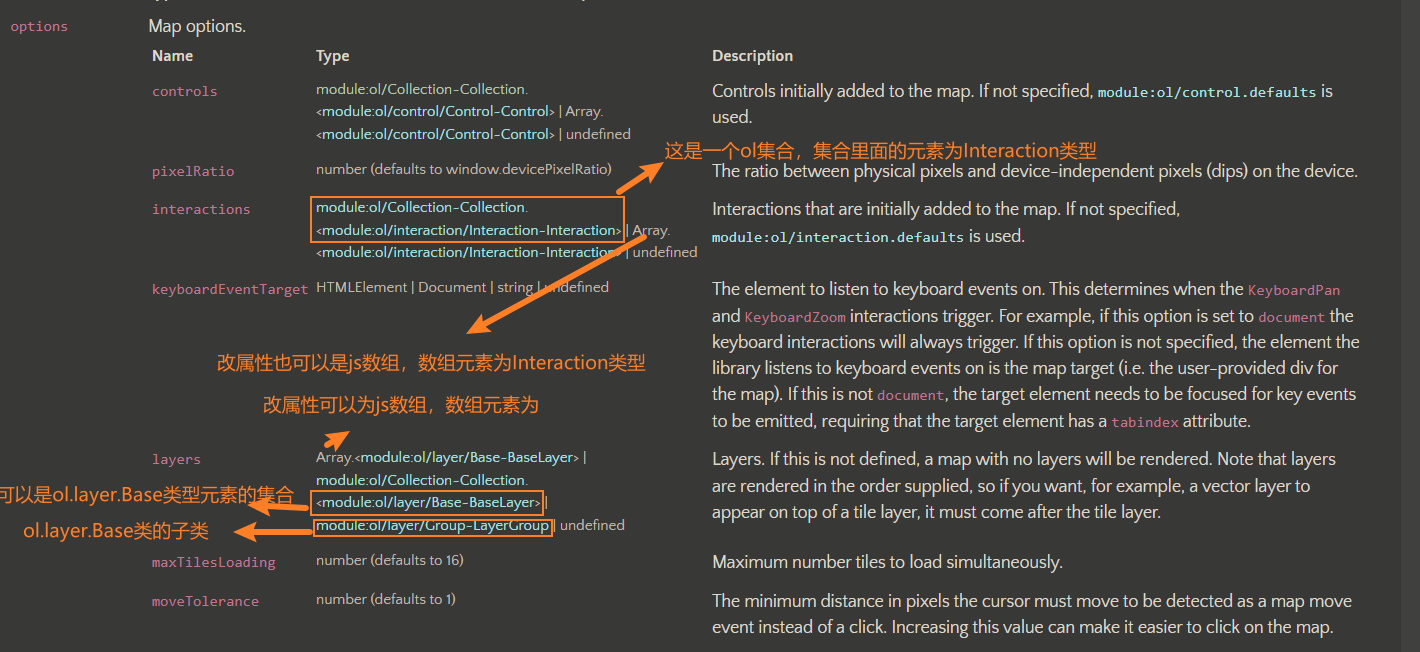 options
Map options.
Name Type Description
controls
module:ol/Collection-Collection.
<module:ol/control/Control-Control> | Array.
<module:ol/control/Control-Control> | undefined
Controls initially added to the map. If not specified, module:ol/control.defaults is
used.
这是一个ol集合，集合里面的元素为Interaction类型
pixelRatio
number (defaults to window.devicePixelRatio)
The ratio between physical pixels and device-independent pixels (dips) on the device.
interactions
module:ol/Collection-Collection.
<module:ol/interaction/Interaction-Interaction> | Array.
<module:ol/interaction/Interaction-Interaction> | undefined
Interactions that are initially added to the map. If not specified,
module:ol/interaction.defaults is used.
keyboardEventTarget
HTMLElement | Document | string | undefined
The element to listen to keyboard events on. This determines when the KeyboardPan
and KeyboardZoom interactions trigger. For example, if this option is set to document the
keyboard interactions will always trigger. If this option is not specified, the element the
library listens to keyboard events on is the map target (i.e. the user-provided div for
the map). If this is not document, the target element needs to be focused for key events
to be emitted, requiring that the target element has a tabindex attribute.
改属性也可以是js数组，数组元素为Interaction类型
改属性可以为js数组，数组元素为
layers
Array.<module:ol/layer/Base-BaseLayer> |
module:ol/Collection-Collection.
<module:ol/layer/Base-BaseLayer> |
module:ol/layer/Group-LayerGroup | undefined
Layers. If this is not defined, a map with no layers will be rendered. Note that layers
are rendered in the order supplied, so if you want, for example, a vector layer to
appear on top of a tile layer, it must come after the tile layer.
可以是ol.layer.Base类型元素的集合
ol.layer.Base类的子类
maxTilesLoading
number (defaults to 16)
Maximum number tiles to load simultaneously.
moveTolerance
number (defaults to 1)
The minimum distance in pixels the cursor must move to be detected as a map move
event instead of a click. Increasing this value can make it easier to click on the map.